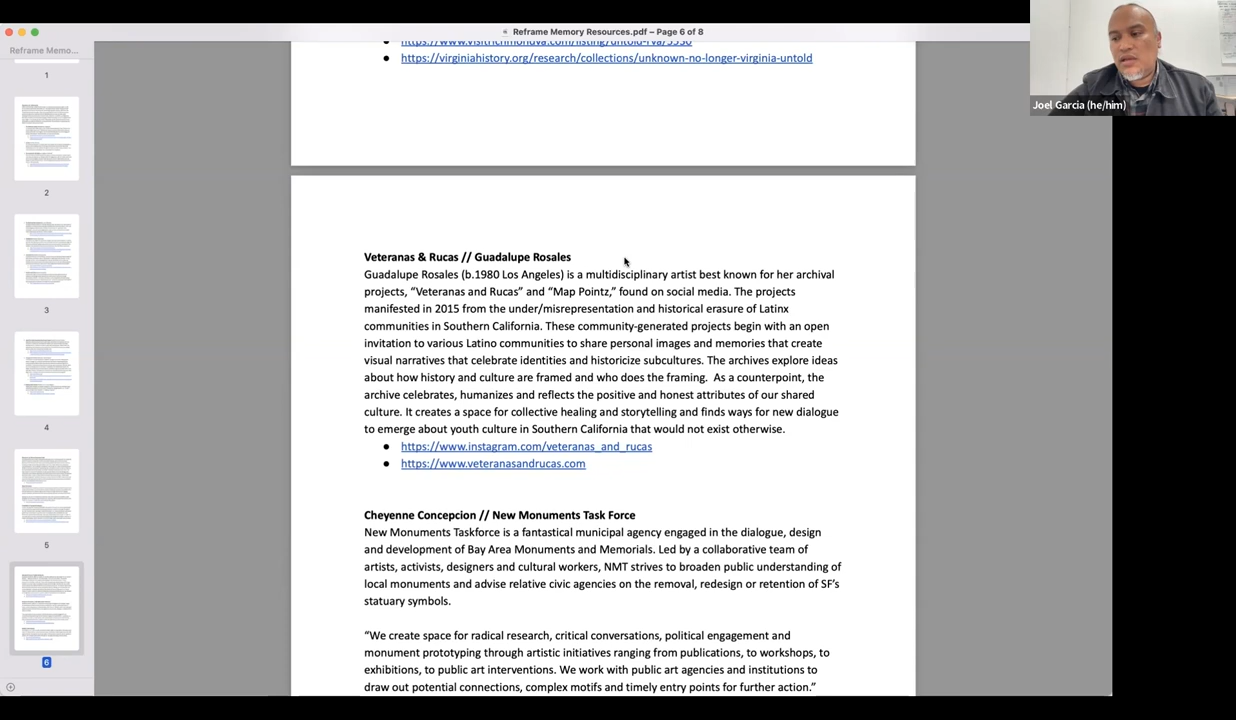 Reframe Memory Resources.pdf – Page 6 of 8
Reframe Memo...
1
2
3
4
5
6
https://www.visitrichmondva.com/listing/untold-rva/5550
● https://virginiahistory.org/research/collections/unknown-no-longer-virginia-untold
Veteranas & Rucas // Guadalupe Rosales
Guadalupe Rosales (b.1980 Los Angeles) is a multidisciplinary artist best known for her archival
projects, “Veteranas and Rucas” and “Map Pointz,” found on social media. The projects
manifested in 2015 from the under/misrepresentation and historical erasure of Latinx
communities in Southern California. These community-generated projects begin with an open
invitation to various Latino communities to share personal images and memories that create
visual narratives that celebrate identities and historicize subcultures. The archives explore ideas
about how history and culture are framed and who does the framing.  As a counterpoint, the
archive celebrates, humanizes and reflects the positive and honest attributes of our shared
culture. It creates a space for collective healing and storytelling and finds ways for new dialogue
to emerge about youth culture in Southern California that would not exist otherwise.
● https://www.instagram.com/veteranas_and_rucas
● https://www.veteranasandrucas.com
Cheyenne Concepcion // New Monuments Task Force
New Monuments Taskforce is a fantastical municipal agency engaged in the dialogue, design
and development of Bay Area Monuments and Memorials. Led by a collaborative team of
artists, activists, designers and cultural workers, NMT strives to broaden public understanding of
local monuments and advise relative civic agencies on the removal, redesign or retention of SF’s
statuary symbols.
“We create space for radical research, critical conversations, political engagement and
monument prototyping through artistic initiatives ranging from publications, to workshops, to
exhibitions, to public art interventions. We work with public art agencies and institutions to
draw out potential connections, complex motifs and timely entry points for further action.”
Joel Garcia (he/him)